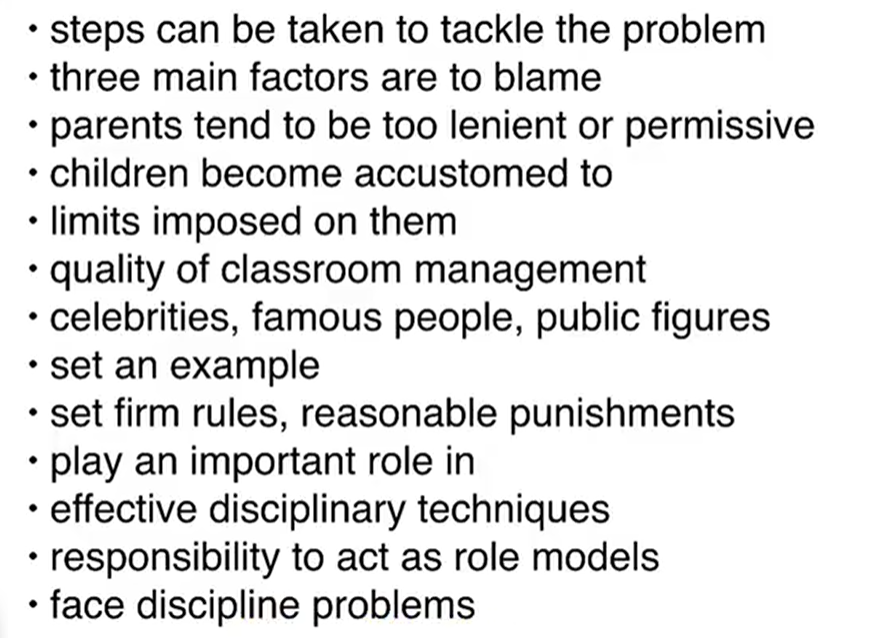 • steps can be taken to tackle the problem
• three main factors are to blame
• parents tend to be too lenient or permissive
• children become accustomed to
• limits imposed on them
• quality of classroom management
• celebrities, famous people, public figures
• set an example
• set firm rules, reasonable punishments
• play an important role in
• effective disciplinary techniques
• responsibility to act as role models
• face discipline problems